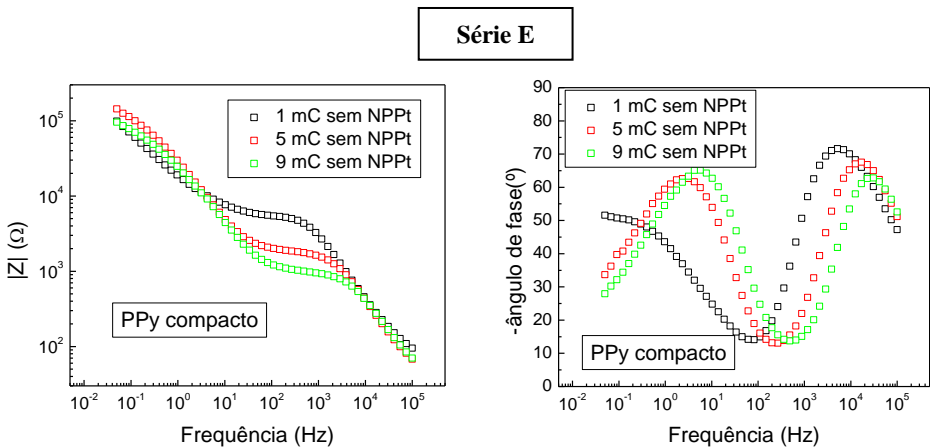 Série E
|Z| (Ω)
10⁵
10⁴
10³
10²
1 mC sem NPPt
5 mC sem NPPt
9 mC sem NPPt
PPy compacto
10⁻² 10⁻¹ 10⁰ 10¹ 10² 10³ 10⁴ 10⁵
Frequência (Hz)
-ângulo de fase(º)
90
80
70
60
50
40
30
20
10
0
1 mC sem NPPt
5 mC sem NPPt
9 mC sem NPPt
PPy compacto
10⁻² 10⁻¹ 10⁰ 10¹ 10² 10³ 10⁴ 10⁵
Frequência (Hz)